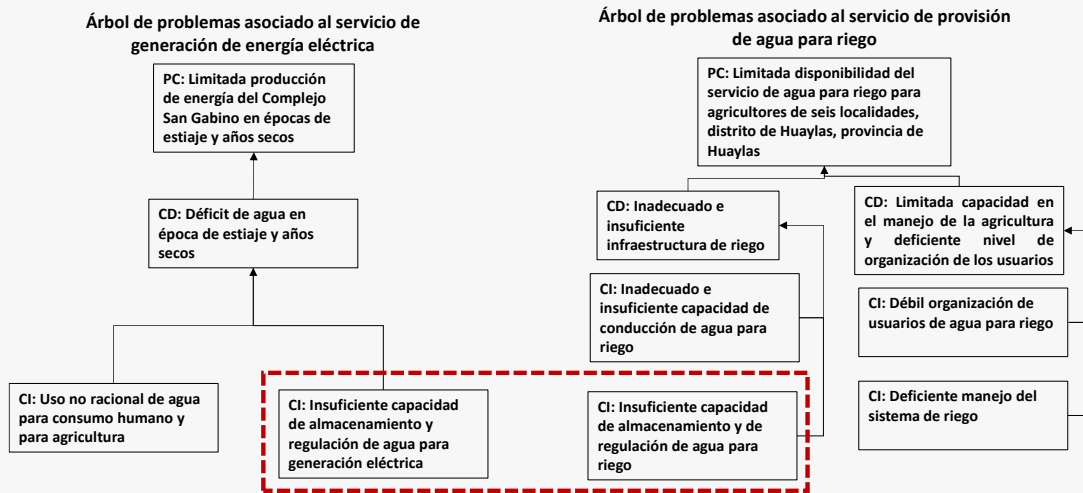 Árbol de problemas asociado al servicio de
generación de energía eléctrica
PC: Limitada producción
de energía del Complejo
San Gabino en épocas de
estiaje y años secos
CD: Déficit de agua en
época de estiaje y años
secos
CI: Uso no racional de agua
para consumo humano y
para agricultura
CI: Insuficiente capacidad
de almacenamiento y
regulación de agua para
generación eléctrica
Árbol de problemas asociado al servicio de provisión
de agua para riego
PC: Limitada disponibilidad del
servicio de agua para riego para
agricultores de seis localidades,
distrito de Huaylas, provincia de
Huaylas
CD: Inadecuado e
insuficiente
infraestructura de riego
CI: Inadecuado e
insuficiente capacidad de
conducción de agua para
riego
CI: Insuficiente capacidad
de almacenamiento y de
regulación de agua para
riego
CD: Limitada capacidad en
el manejo de la agricultura
y deficiente nivel de
organización de los usuarios
CI: Débil organización de
usuarios de agua para riego
CI: Deficiente manejo del
sistema de riego